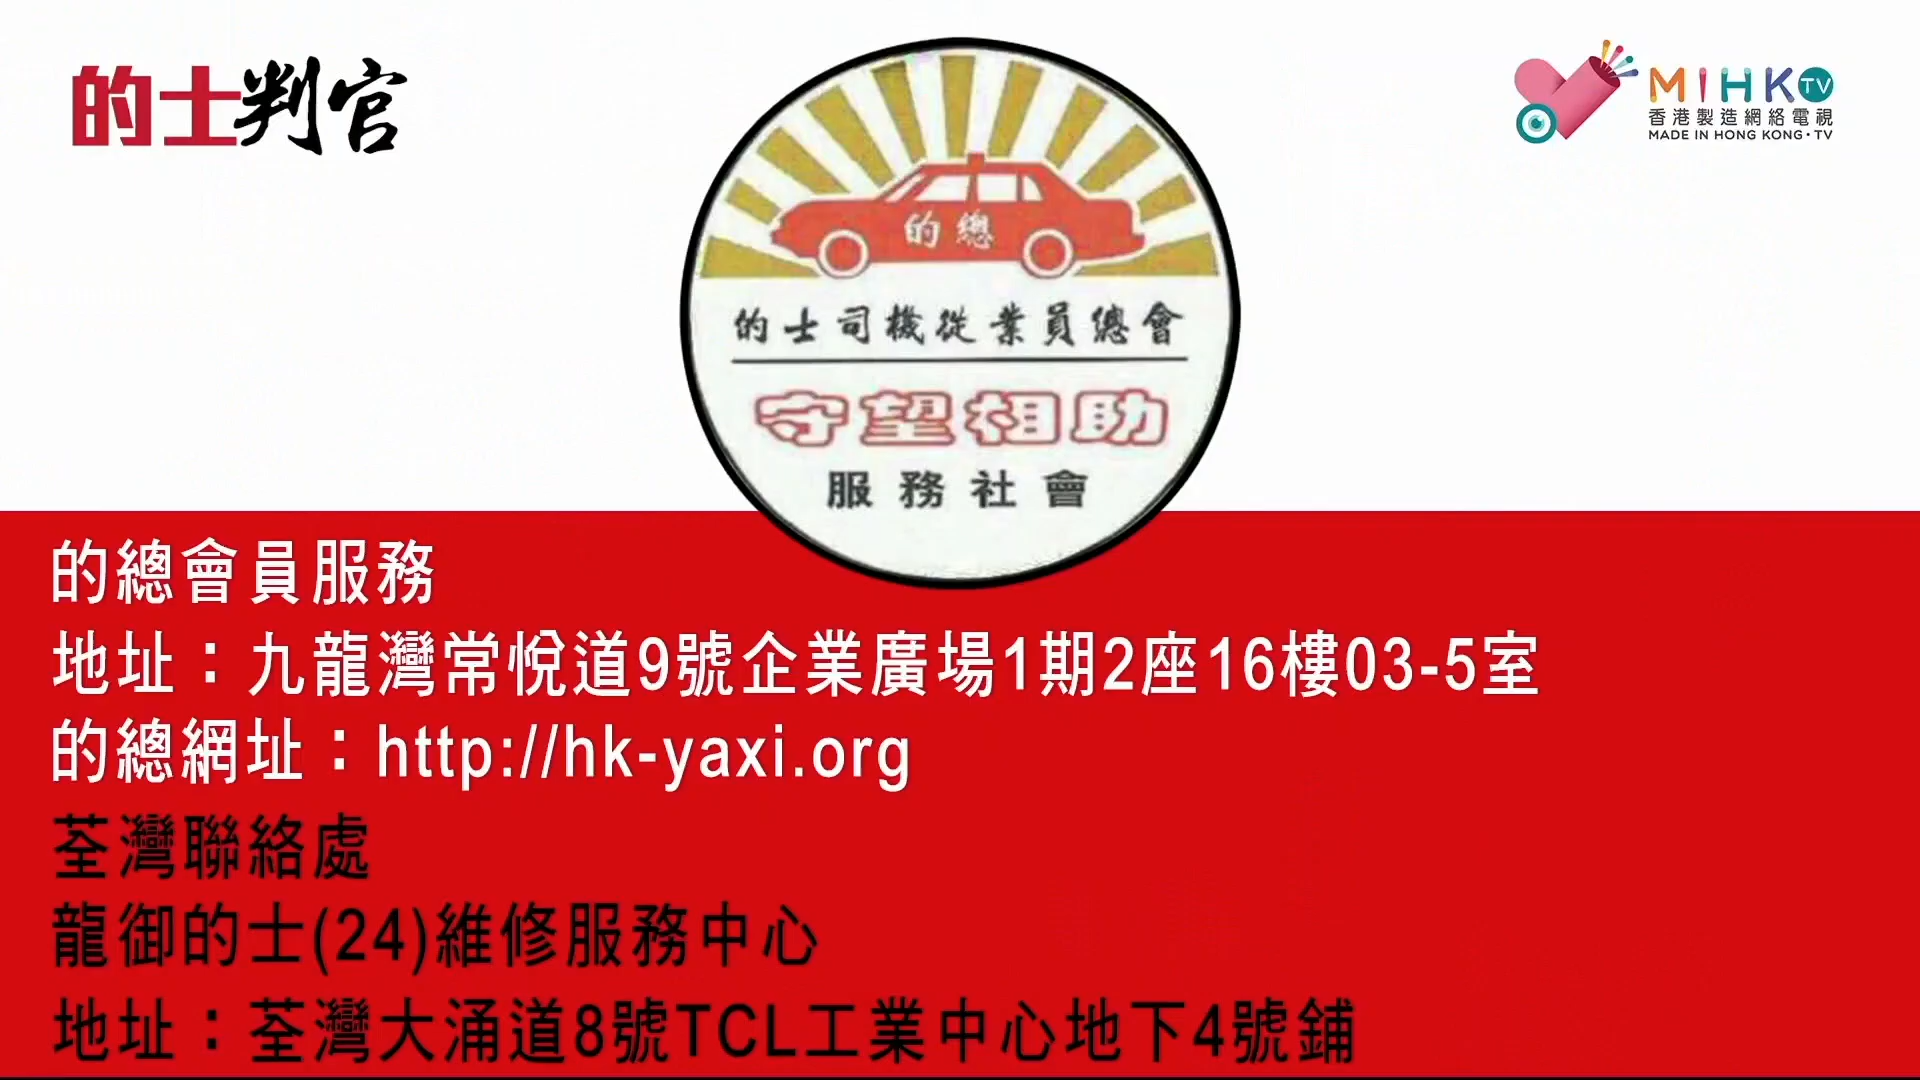 的士判官
MIHK TV
香港製造網絡電視
MADE IN HONG KONG·TV
的總
的士司機從業員總會
守望相助
服務社會
的總會員服務
地址：九龍灣常悅道9號企業廣場1期2座16樓03-5室
的總網址：http://hk-yaxi.org
荃灣聯絡處
龍御的士(24)維修服務中心
地址：荃灣大涌道8號TCL工業中心地下4號鋪